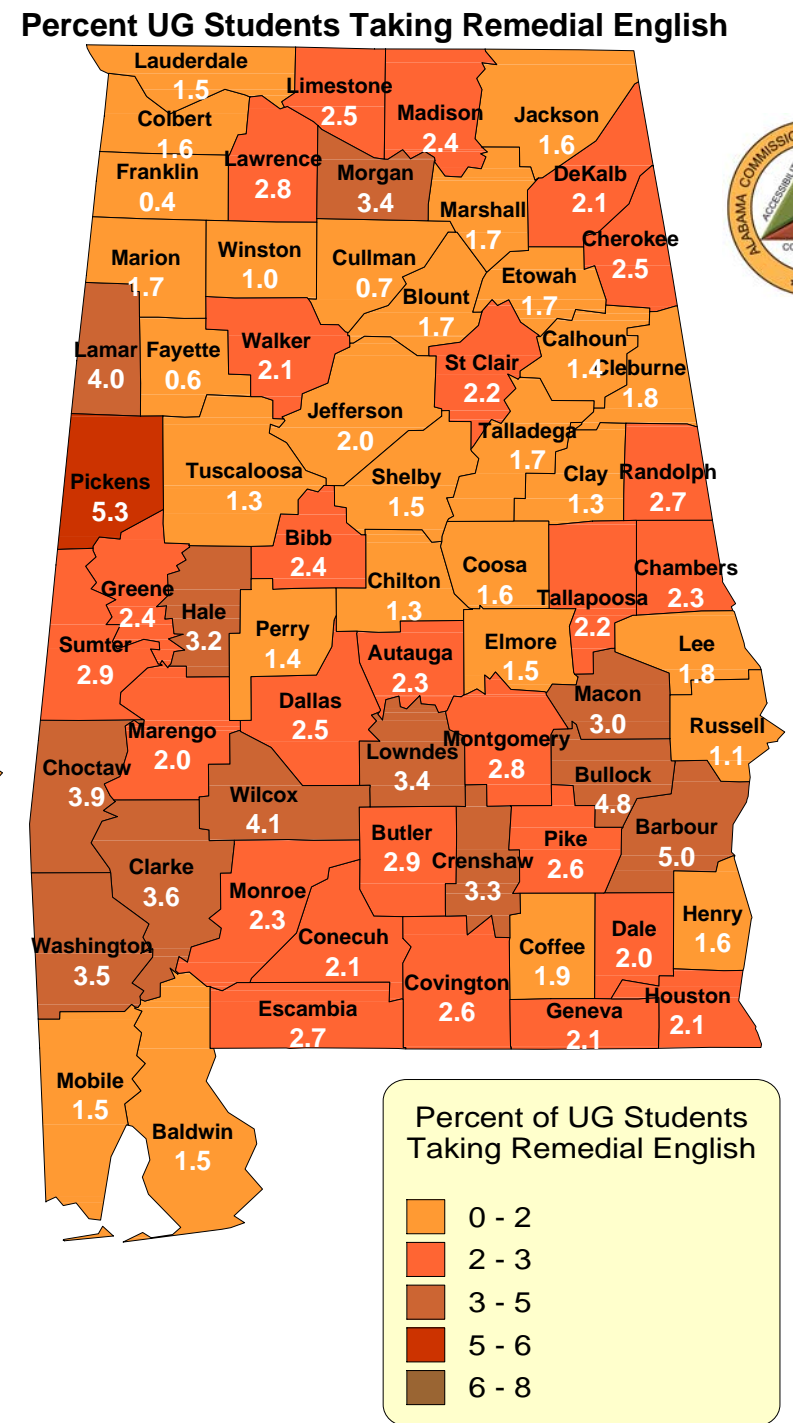 Percent UG Students Taking Remedial English
Lauderdale
1.5
Limestone
2.5
Madison
2.4
Jackson
1.6
Colbert
1.6
ALABAMA COMMISSIO
ACCESSIBILIT
Lawrence
2.8
Morgan
3.4
Franklin
0.4
DeKalb
2.1
Marshall
1.7
Cherokee
2.5
Marion
1.7
Winston
1.0
Cullman
0.7
Etowah
1.7
Blount
1.7
Lamar
4.0
Fayette
0.6
Walker
2.1
St Clair
2.2
Calhoun
1.4
Cleburne
1.8
Jefferson
2.0
Talladega
1.7
Pickens
5.3
Tuscaloosa
1.3
Shelby
1.5
Clay
1.3
Randolph
2.7
Bibb
2.4
Coosa
1.6
Chambers
2.3
Greene
2.4
Hale
3.2
Chilton
1.3
Tallapoosa
2.2
Sumter
2.9
Perry
1.4
Autauga
2.3
Elmore
1.5
Lee
1.8
Dallas
2.5
Macon
3.0
Russell
1.1
Marengo
2.0
Lowndes
3.4
Montgomery
2.8
Choctaw
3.9
Wilcox
4.1
Bullock
4.8
Butler
2.9
Crenshaw
3.3
Pike
2.6
Barbour
5.0
Clarke
3.6
Monroe
2.3
Washington
3.5
Conecuh
2.1
Coffee
1.9
Dale
2.0
Henry
1.6
Covington
2.6
Escambia
2.7
Geneva
2.1
Houston
2.1
Mobile
1.5
Baldwin
1.5
Percent of UG Students
Taking Remedial English
0 - 2
2 - 3
3 - 5
5 - 6
6 - 8